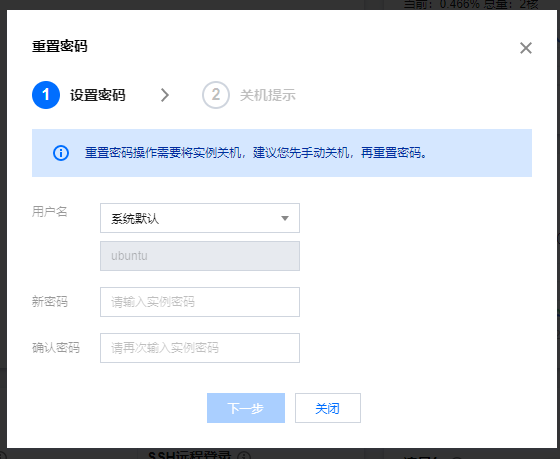 当前：0.466% 总量：2核
重置密码
1 设置密码 2 关机提示
重置密码操作需要将实例关机，建议您先手动关机，再重置密码。
用户名 系统默认
ubuntu
新密码 请输入实例密码
确认密码 请再次输入实例密码
下一步 关闭
SSH远程登录